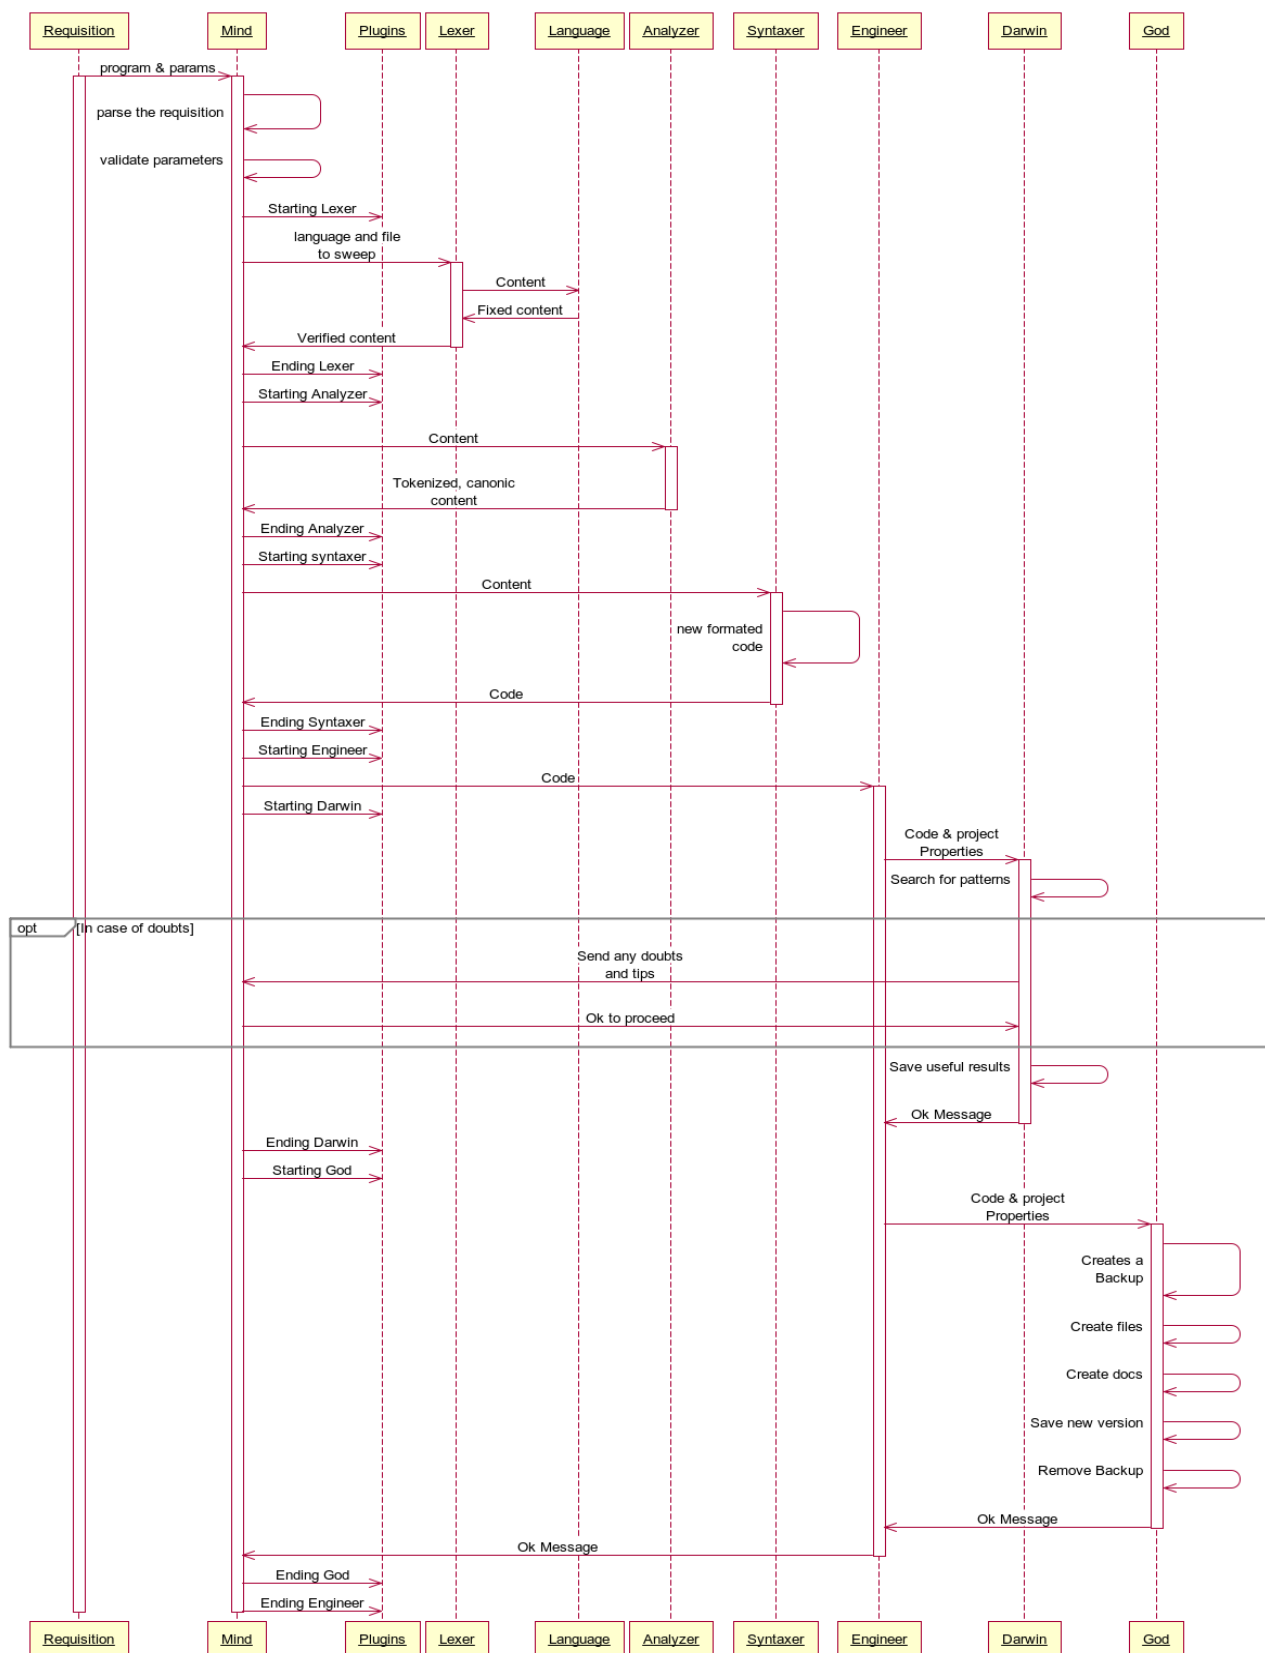 Requisition Mind Plugins Lexer Language Analyzer Syntaxer Engineer Darwin God
program & params
parse the requisition
validate parameters
Starting Lexer
language and file
to sweep
Content
Fixed content
Verified content
Ending Lexer
Starting Analyzer
Content
Tokenized, canonic
content
Ending Analyzer
Starting syntaxer
Content
new formated
code
Code
Ending Syntaxer
Starting Engineer
Code
Starting Darwin
Code & project
Properties
Search for patterns
opt [In case of doubts]
Send any doubts
and tips
Ok to proceed
Save useful results
Ok Message
Ending Darwin
Starting God
Code & project
Properties
Creates a
Backup
Create files
Create docs
Save new version
Remove Backup
Ok Message
Ok Message
Ending God
Ending Engineer
Requisition Mind Plugins Lexer Language Analyzer Syntaxer Engineer Darwin God